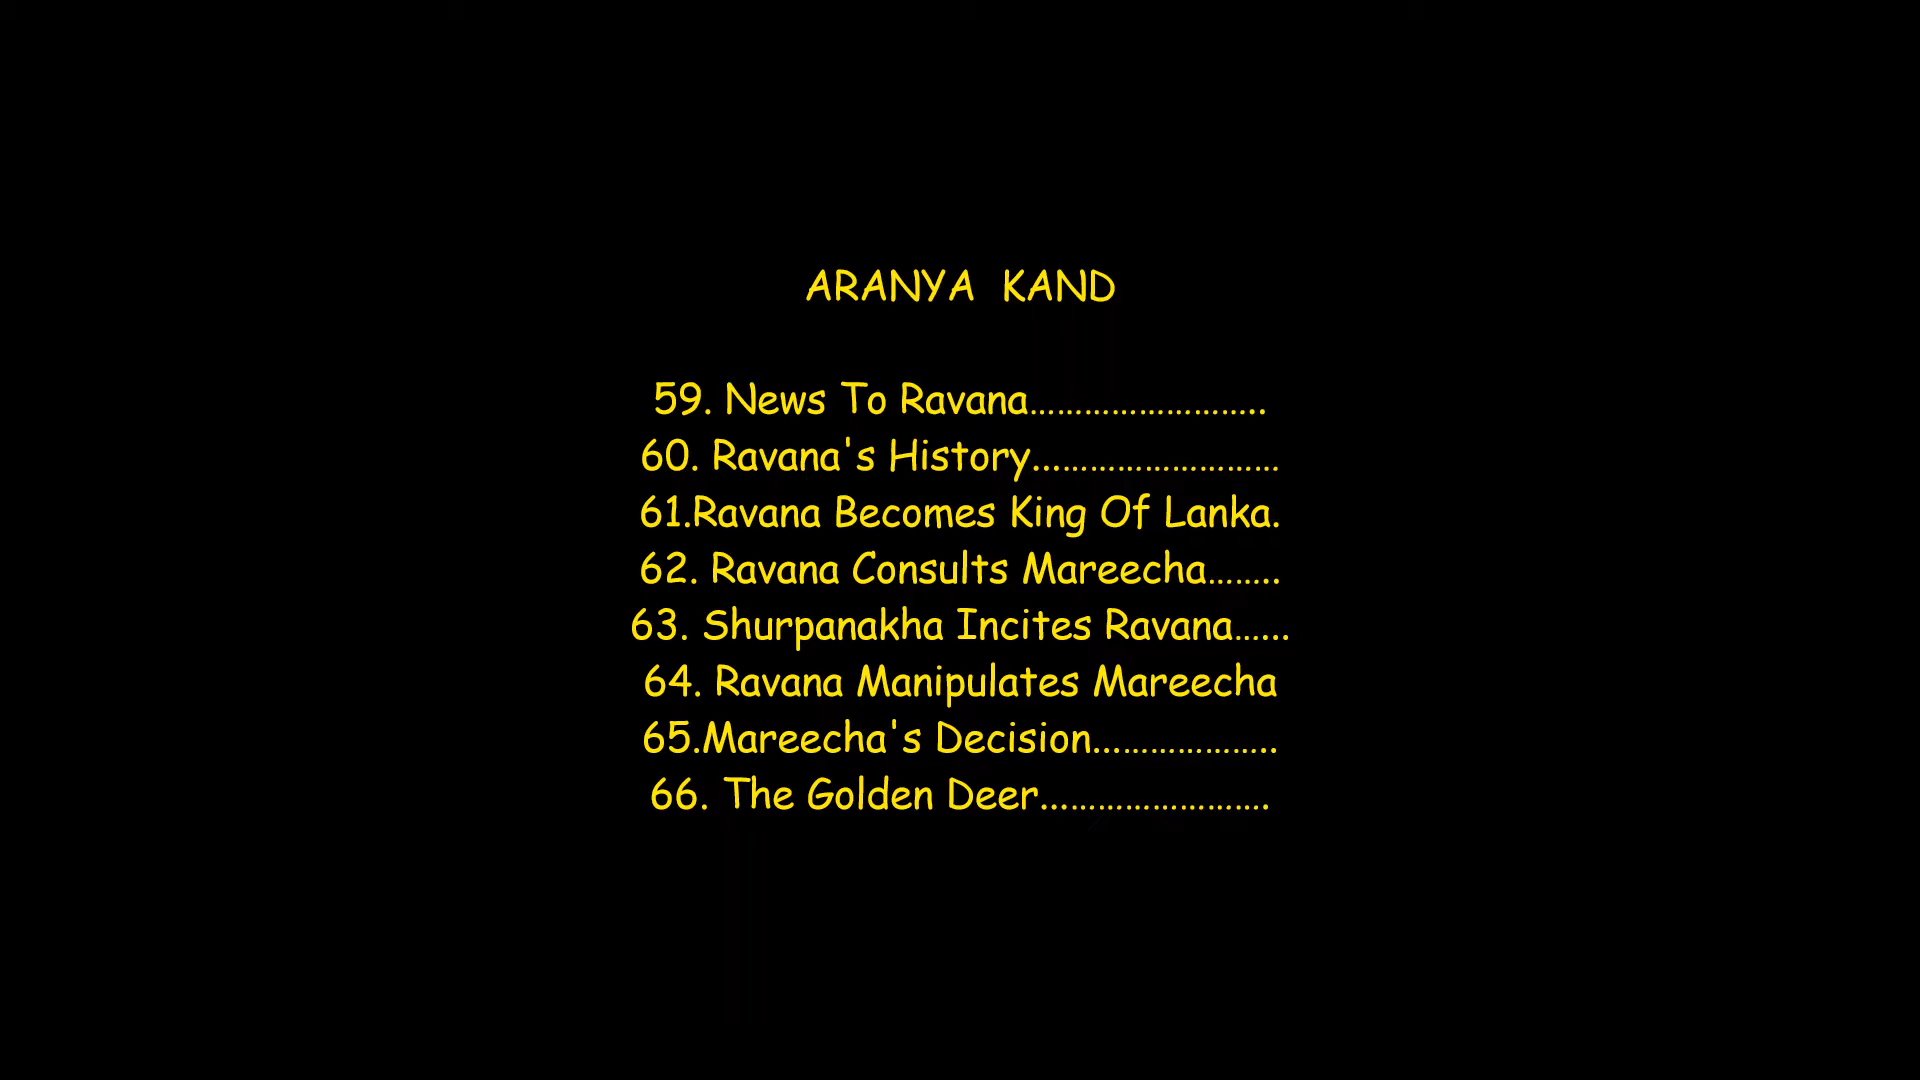 ARANYA KAND
59. News To Ravana……………………..
60. Ravana's History...……………………
61.Ravana Becomes King Of Lanka.
62. Ravana Consults Mareecha……..
63. Shurpanakha Incites Ravana…...
64. Ravana Manipulates Mareecha
65.Mareecha's Decision...……………..
66. The Golden Deer...………………….